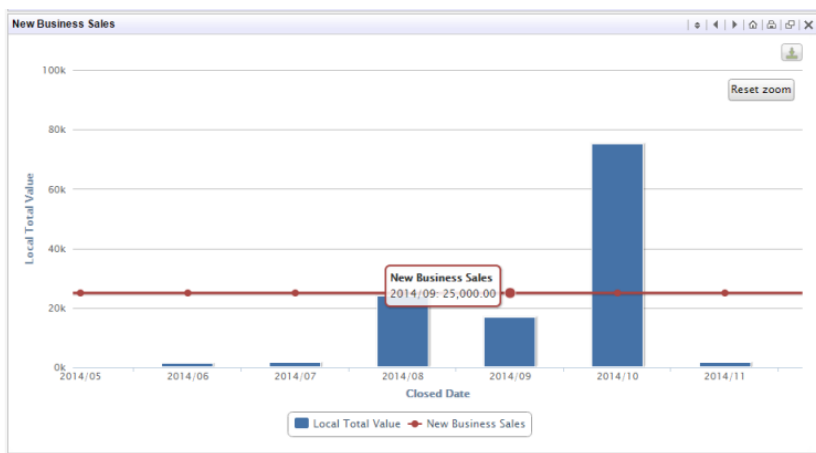 New Business Sales
100k
Reset zoom
80k
60k
Local Total Value
40k
New Business Sales
2014/09: 25,000.00
20k
0k
2014/05 2014/06 2014/07 2014/08 2014/09 2014/10 2014/11
Closed Date
Local Total Value New Business Sales